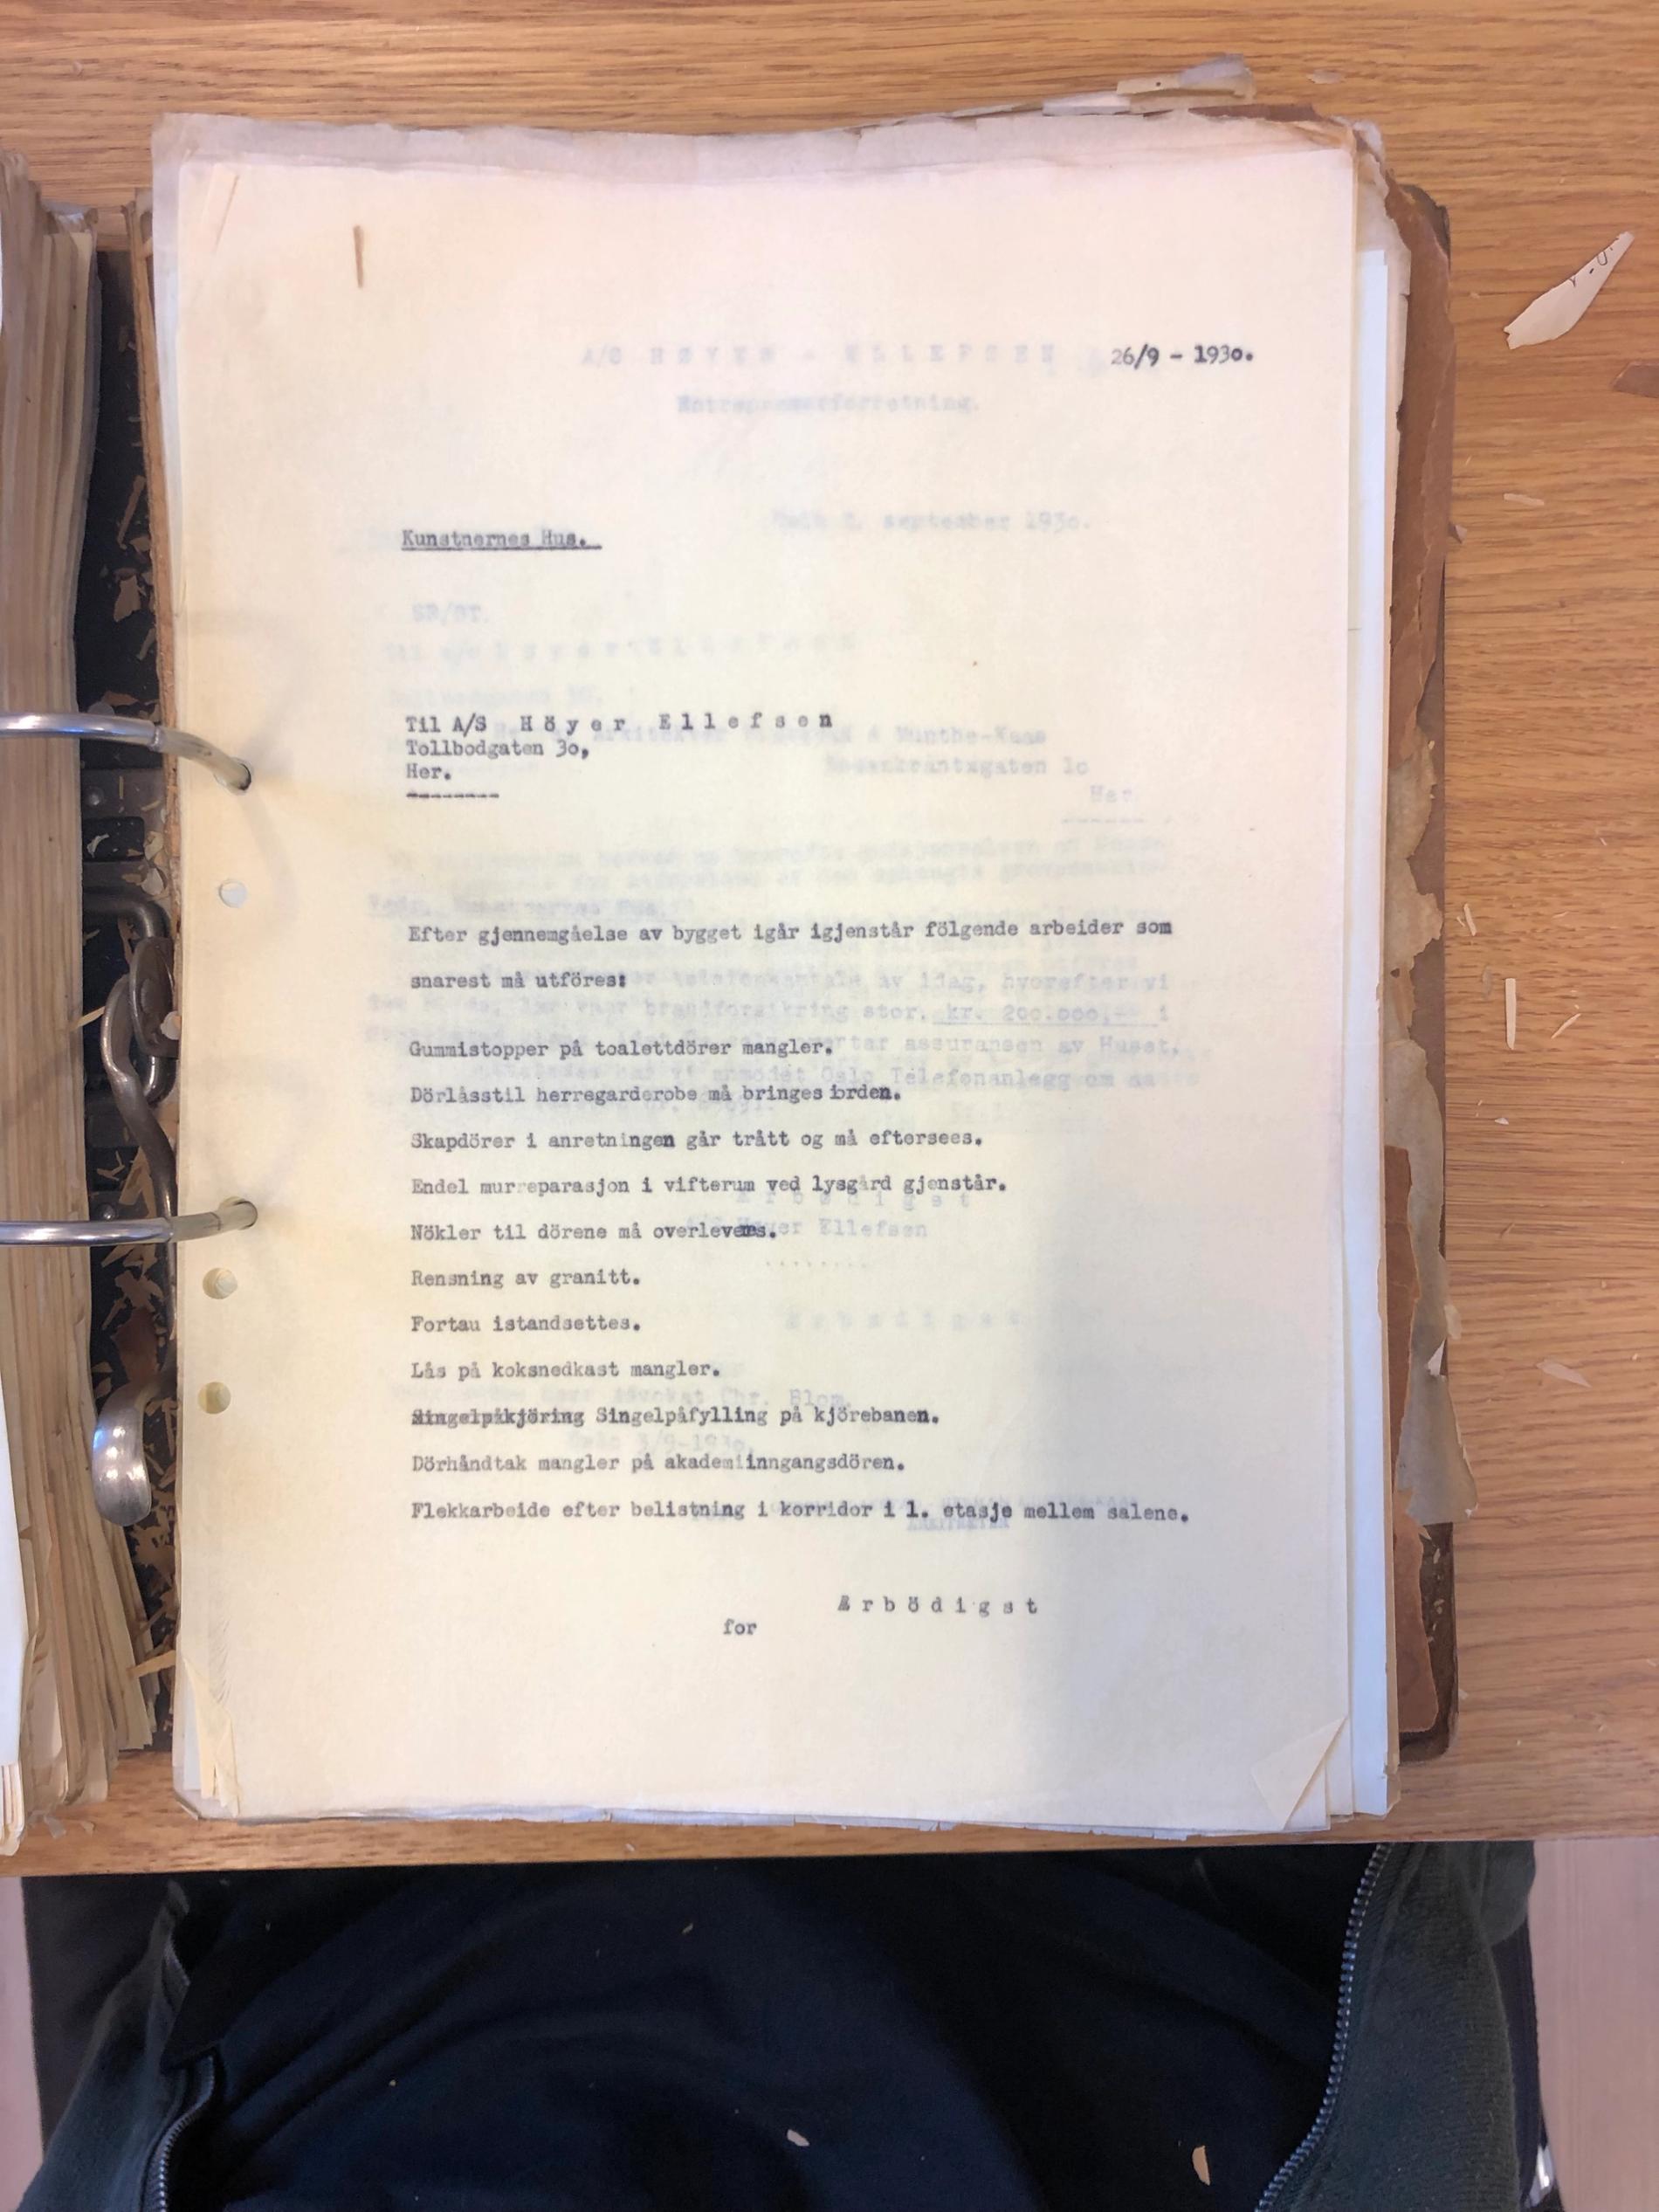 26/9 - 1930.
Kunstnernes Hus.
Til A/S Höyer Ellefsen
Tollbodgaten 30,
Her.
Efter gjennemgåelse av bygget igår igjenstår fölgende arbeider som
snarest må utföres:
Gummistopper på toalettdörer mangler.
Dörlåsstil herregarderobe må bringes iorden.
Skapdörer i anretningen går trått og må eftersees.
Endel murreparasjon i vifterum ved lysgård gjenstår.
Nökler til dörene må overleveres.
Rensning av granitt.
Fortau istandsettes.
Lås på koksnedkast mangler.
Singelpåkjöring Singelpåfylling på kjörebanen.
Dörhåndtak mangler på akademiinngangsdören.
Flekkarbeide efter belistning i korridor i 1. etasje mellem salene.
Ærbödigst
for